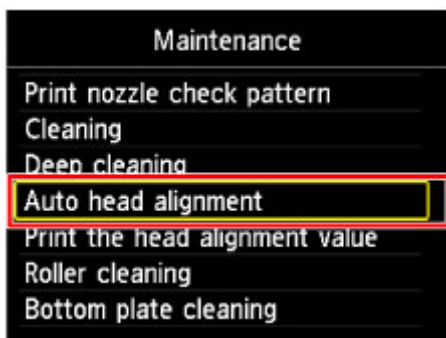 Maintenance
Print nozzle check pattern
Cleaning
Deep cleaning
Auto head alignment
Print the head alignment value
Roller cleaning
Bottom plate cleaning